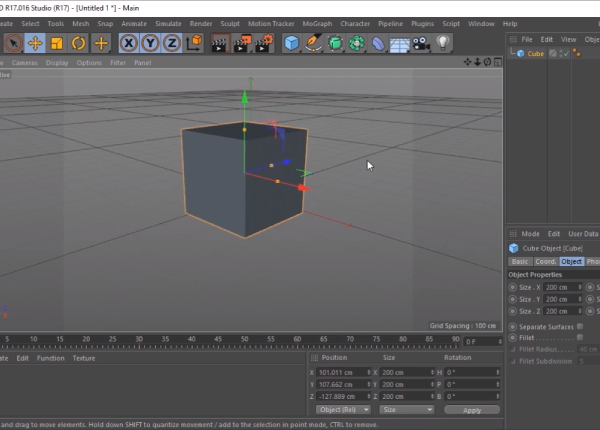 D R17.016 Studio (R17) - [Untitled 1 *] - Main
eate Select Tools Mesh Snap Animate Simulate Render Sculpt Motion Tracker MoGraph Character Pipeline Plugins Script Window Help
X Y Z
File Edit View Obje
Cube
Cameras Display Options Filter Panel
ctive
Grid Spacing : 100 cm
Mode Edit User Data
Cube Object [Cube]
Basic Coord. Object Pho
Object Properties
Size . X 200 cm S
Size . Y 200 cm S
Size . Z 200 cm S
Separate Surfaces
Fillet
Fillet Radius. 40 cm
Fillet Subdivision 5
5 10 15 20 25 30 35 40 45 50 55 60 65 70 75 80 85 90 0 F
ate Edit Function Texture
Position Size Rotation
X 101.011 cm X 200 cm H 0 °
Y 107.662 cm Y 200 cm P 0 °
Z -127.889 cm Z 200 cm B 0 °
Object (Rel) Size Apply
and drag to move elements. Hold down SHIFT to quantize movement / add to the selection in point mode, CTRL to remove.